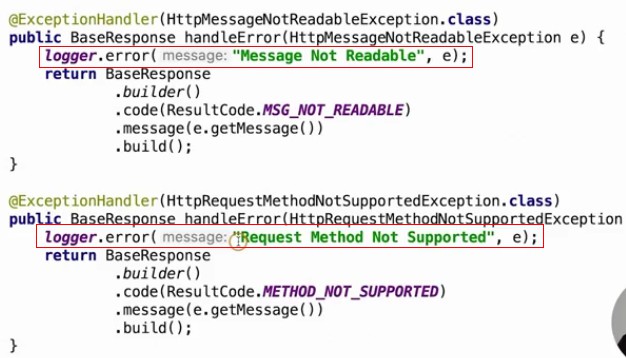 @ExceptionHandler(HttpMessageNotReadableException.class)
public BaseResponse handleError(HttpMessageNotReadableException e) {
logger.error( message: "Message Not Readable", e);
return BaseResponse
.builder()
.code(ResultCode.MSG_NOT_READABLE)
.message(e.getMessage())
.build();
}
@ExceptionHandler(HttpRequestMethodNotSupportedException.class)
public BaseResponse handleError(HttpRequestMethodNotSupportedException
logger.error( message: "Request Method Not Supported", e);
return BaseResponse
.builder()
.code(ResultCode.METHOD_NOT_SUPPORTED)
.message(e.getMessage())
.build();
}